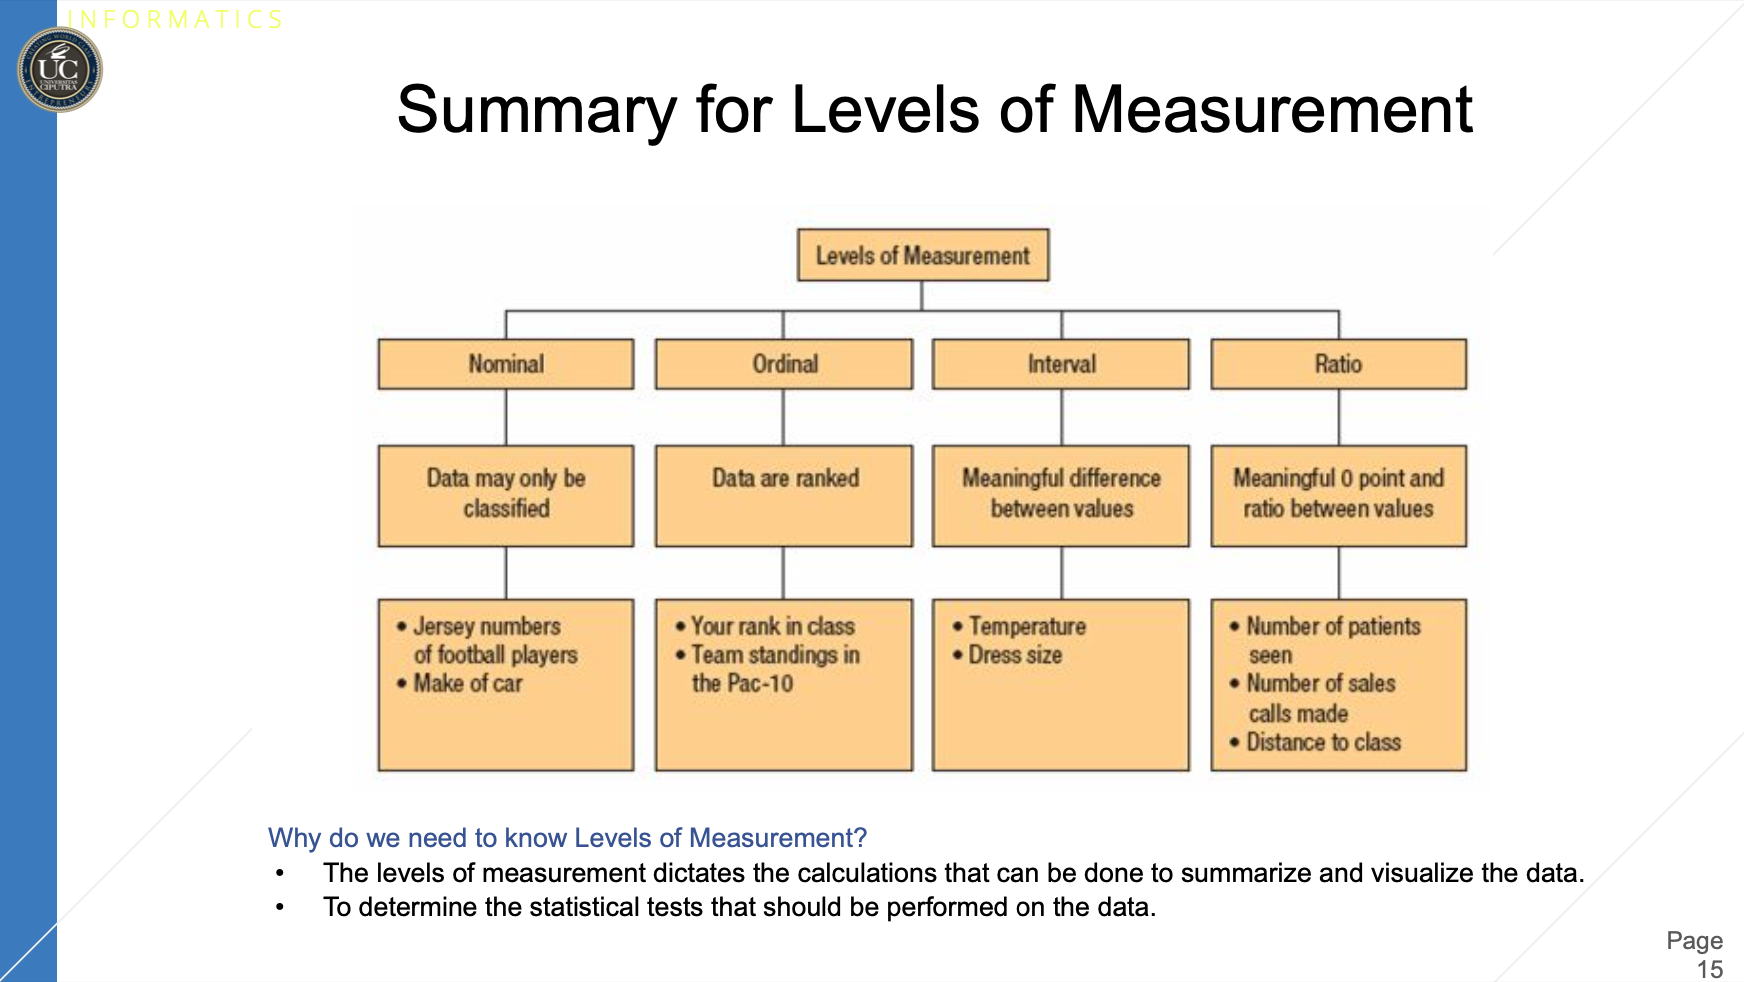 INFORMATICS
UC
UNIVERSITAS
CIPUTRA
Summary for Levels of Measurement
Levels of Measurement
Nominal
Ordinal
Interval
Ratio
Data may only be
classified
Data are ranked
Meaningful difference
between values
Meaningful 0 point and
ratio between values
• Jersey numbers
of football players
• Make of car
• Your rank in class
• Team standings in
the Pac-10
• Temperature
• Dress size
• Number of patients
seen
• Number of sales
calls made
• Distance to class
Why do we need to know Levels of Measurement?
• The levels of measurement dictates the calculations that can be done to summarize and visualize the data.
• To determine the statistical tests that should be performed on the data.
Page
15